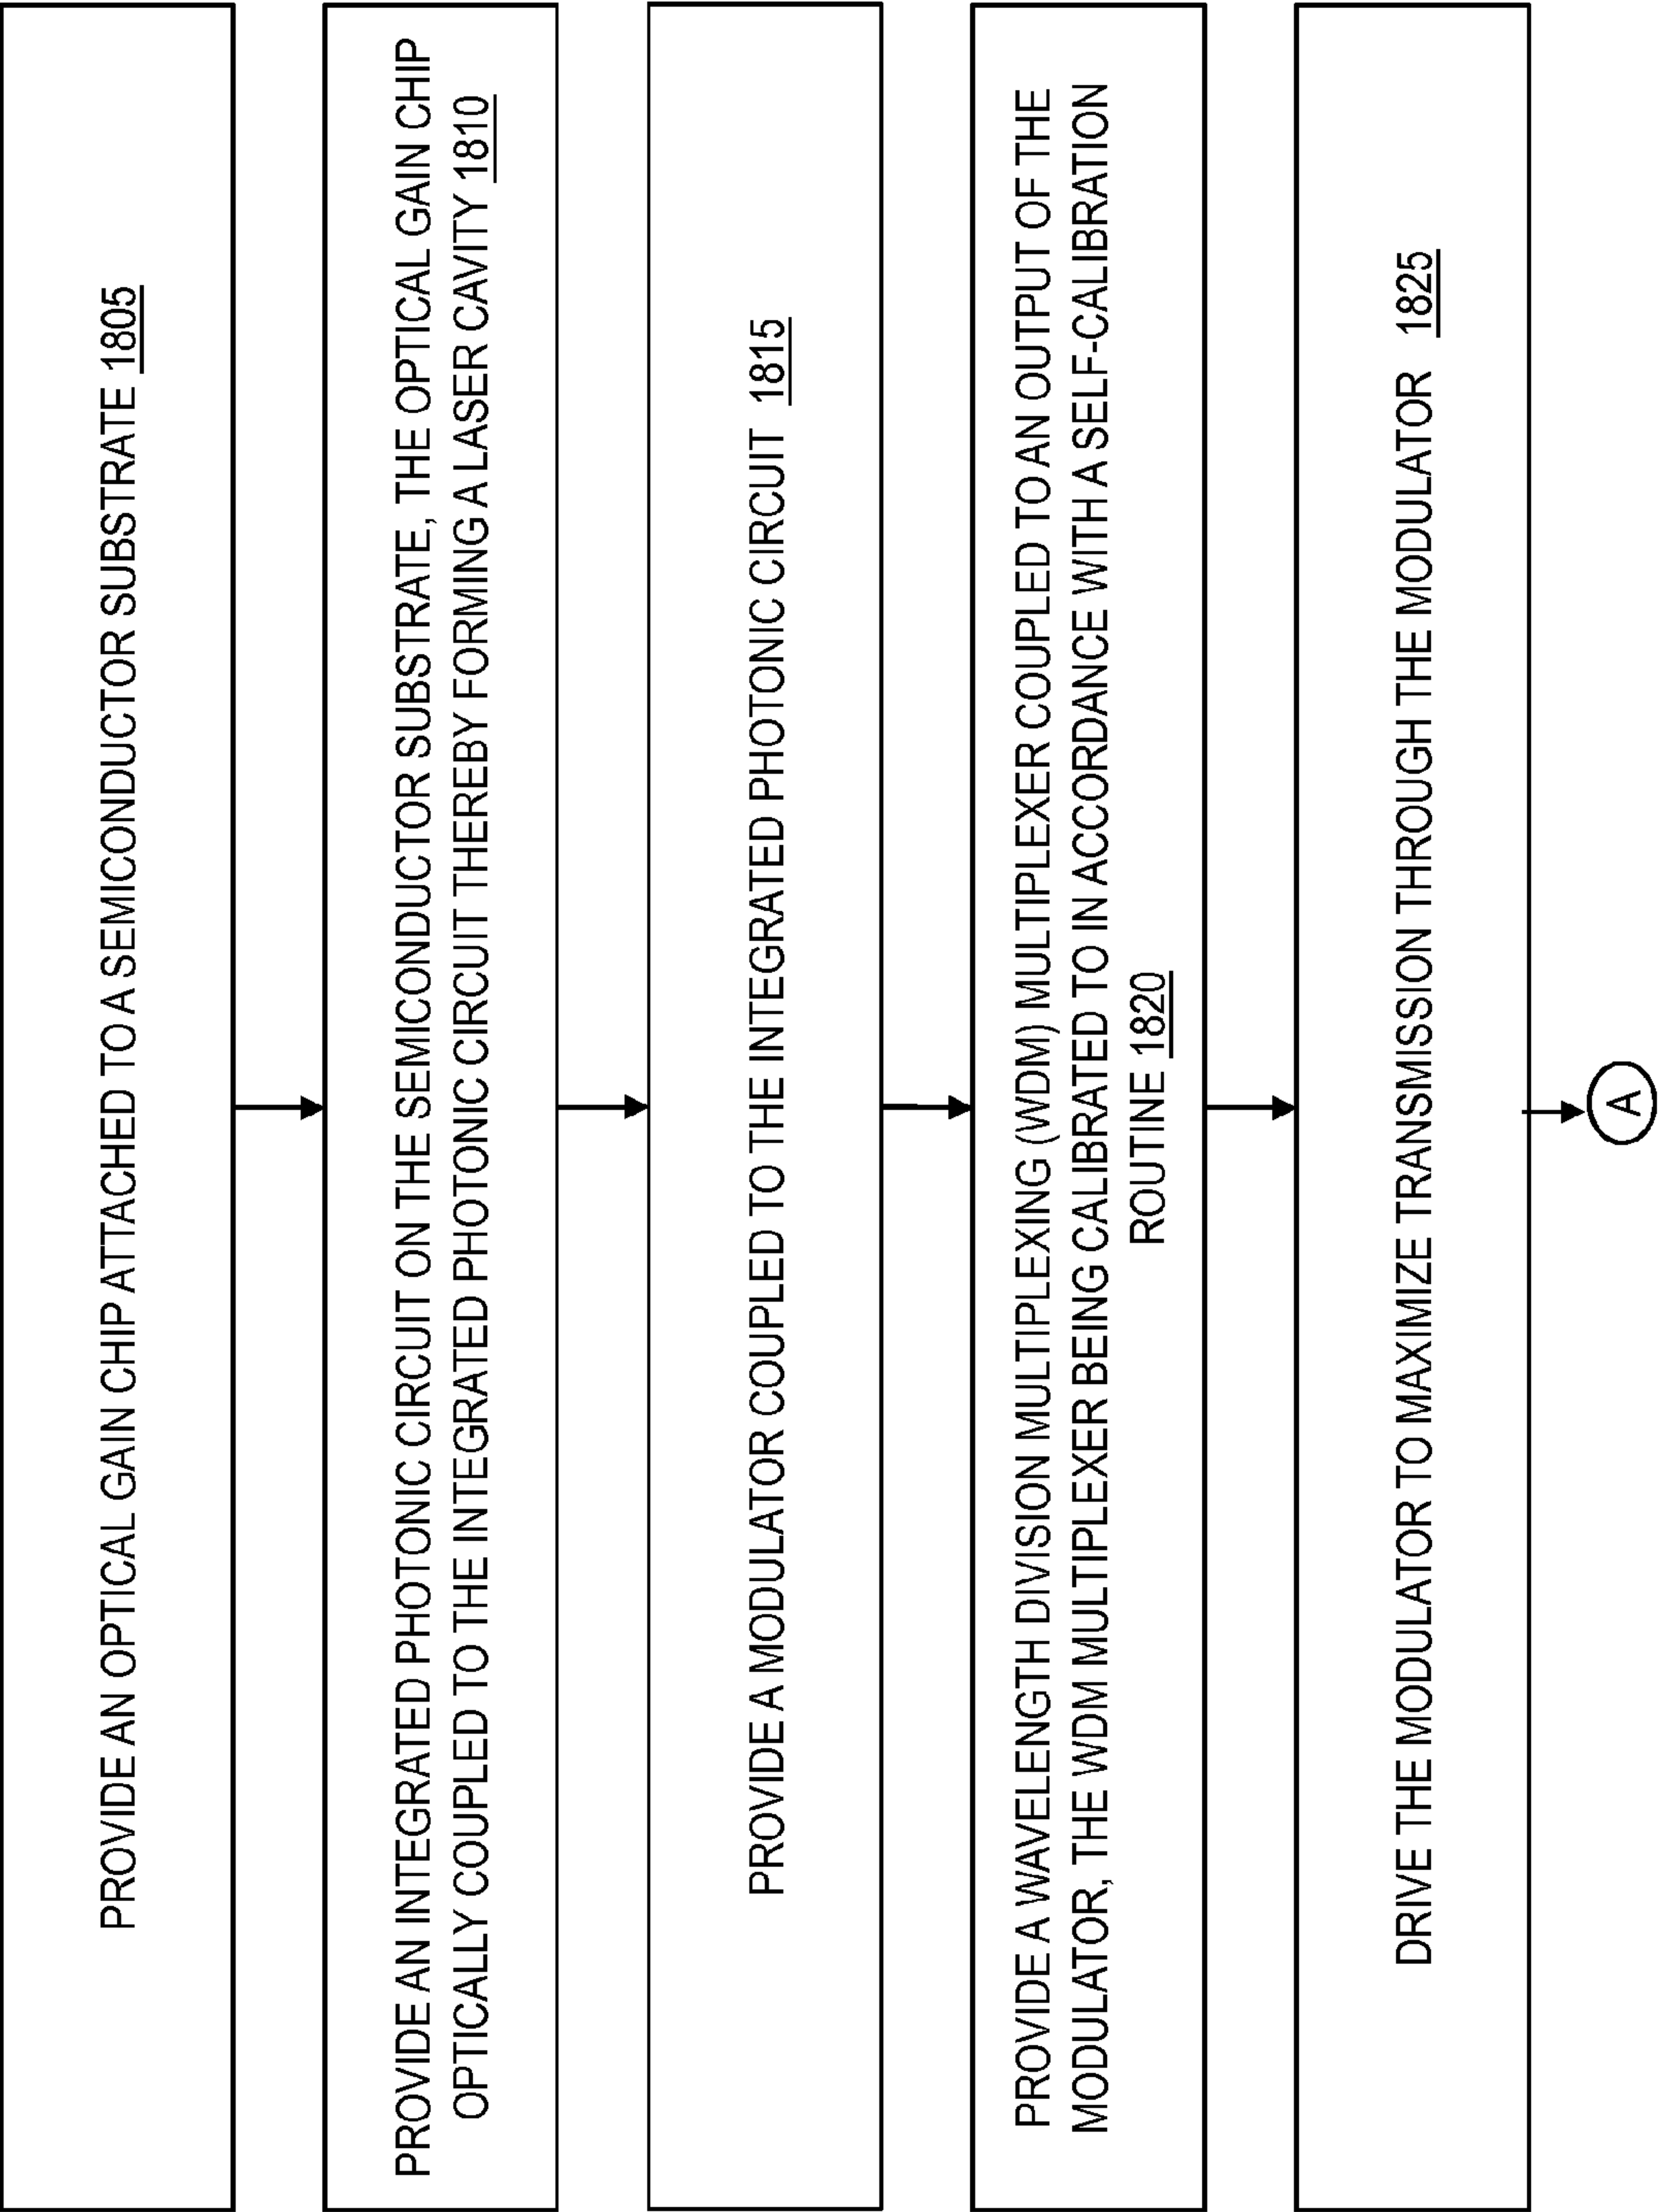 PROVIDE AN OPTICAL GAIN CHIP ATTACHED TO A SEMICONDUCTOR SUBSTRATE 1805
PROVIDE AN INTEGRATED PHOTONIC CIRCUIT ON THE SEMICONDUCTOR SUBSTRATE, THE OPTICAL GAIN CHIP
OPTICALLY COUPLED TO THE INTEGRATED PHOTONIC CIRCUIT THEREBY FORMING A LASER CAVITY 1810
PROVIDE A MODULATOR COUPLED TO THE INTEGRATED PHOTONIC CIRCUIT 1815
PROVIDE A WAVELENGTH DIVISION MULTIPLEXING (WDM) MULTIPLEXER COUPLED TO AN OUTPUT OF THE
MODULATOR, THE WDM MULTIPLEXER BEING CALIBRATED TO IN ACCORDANCE WITH A SELF-CALIBRATION
ROUTINE 1820
DRIVE THE MODULATOR TO MAXIMIZE TRANSMISSION THROUGH THE MODULATOR 1825
A